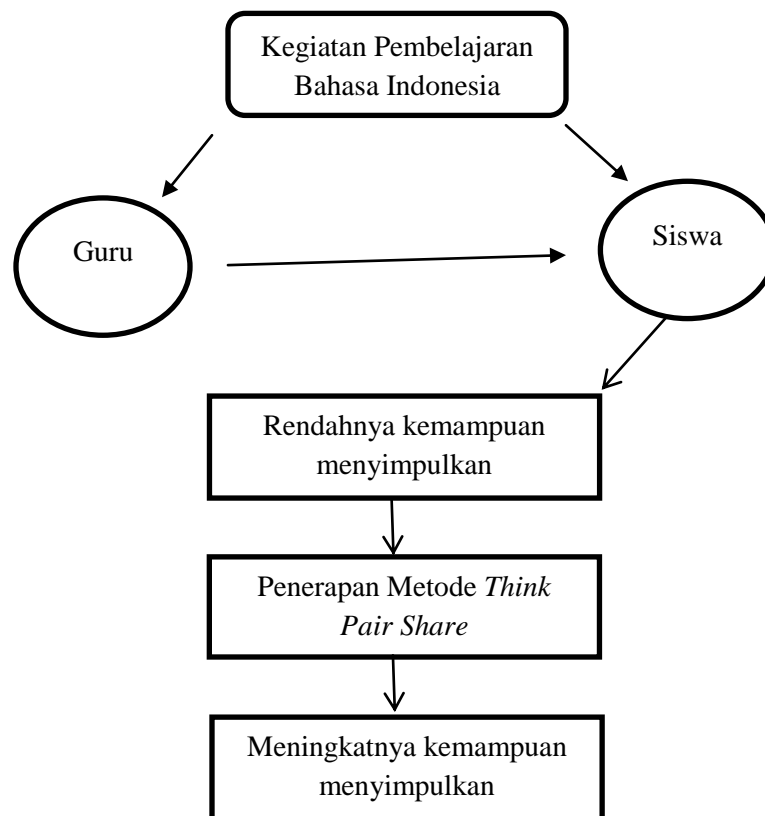 Kegiatan Pembelajaran
Bahasa Indonesia
Guru
Siswa
Rendahnya kemampuan
menyimpulkan
Penerapan Metode Think
Pair Share
Meningkatnya kemampuan
menyimpulkan